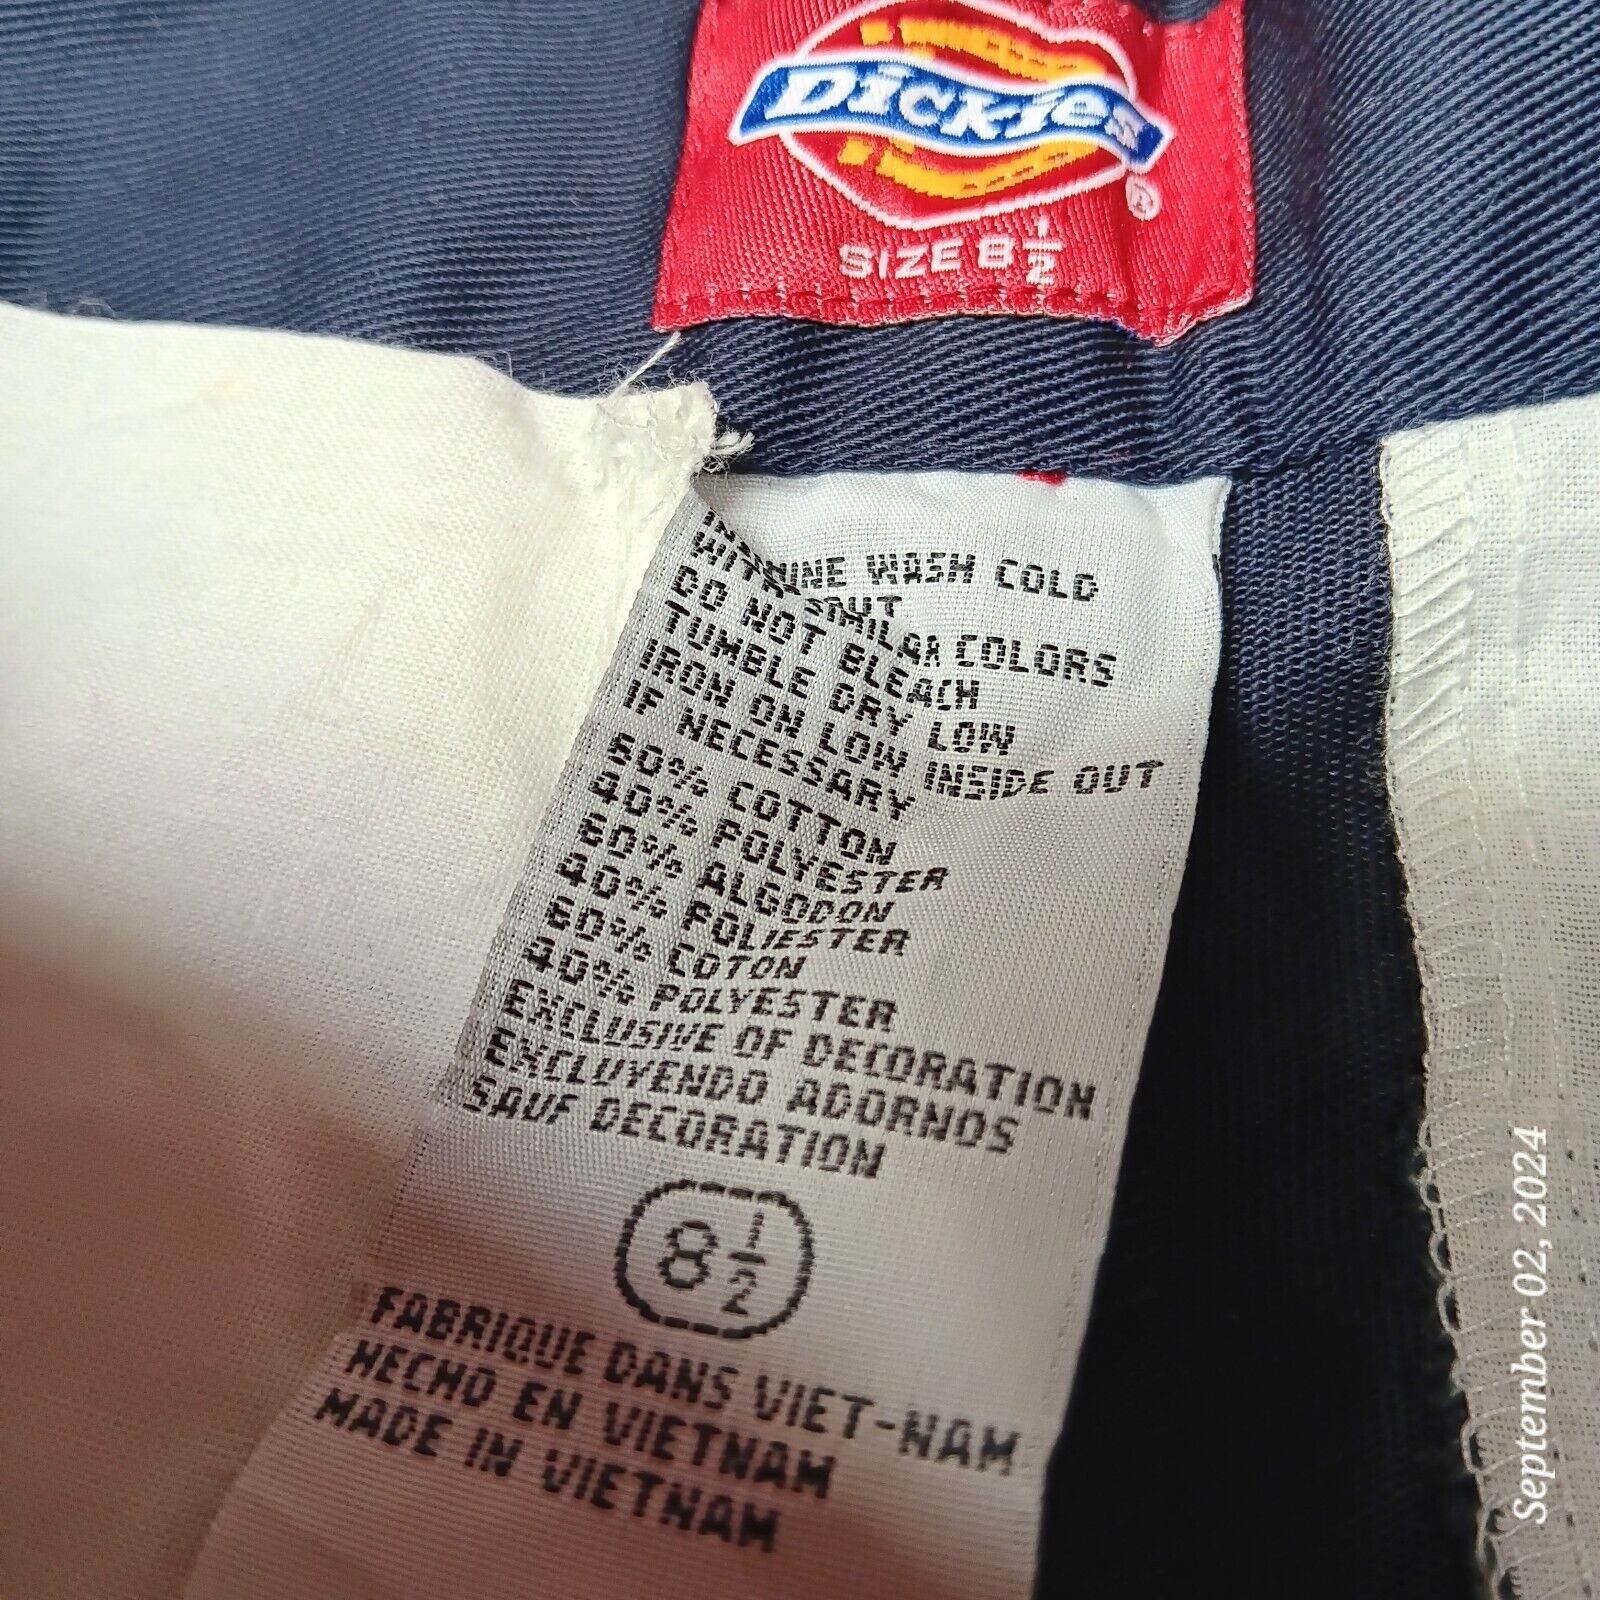 Dickies®
SIZE 8 1/2
WASH COLD
COLORS
DO NOT BLEACH
TUMBLE DRY LOW
IRON ON LOW INSIDE OUT
IF NECESSARY
60% COTTON
40% POLYESTER
60% ALGODON
40% POLIESTER
60% COTON
40% POLYESTER
EXCLUSIVE OF DECORATION
EXCLUYENDO ADORNOS
SAUF DECORATION
8 1/2
FABRIQUE DANS VIET-NAM
HECHO EN VIETNAM
MADE IN VIETNAM
September 02, 2024